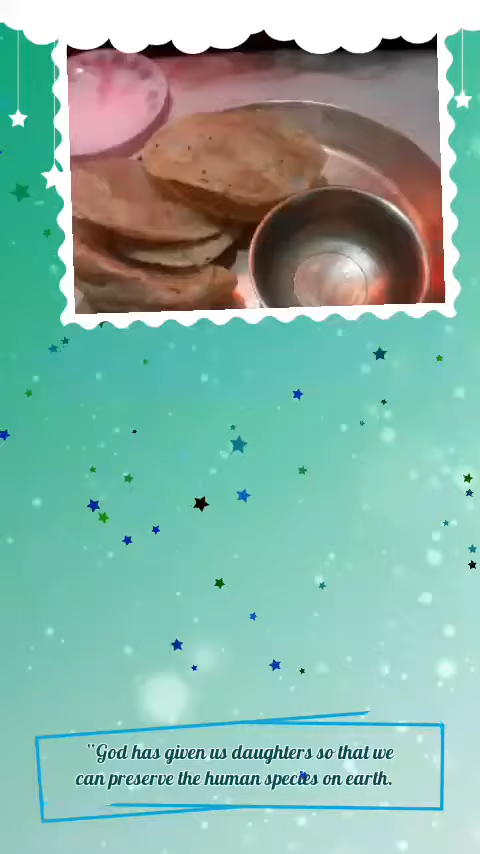 "God has given us daughters so that we
can preserve the human species on earth.